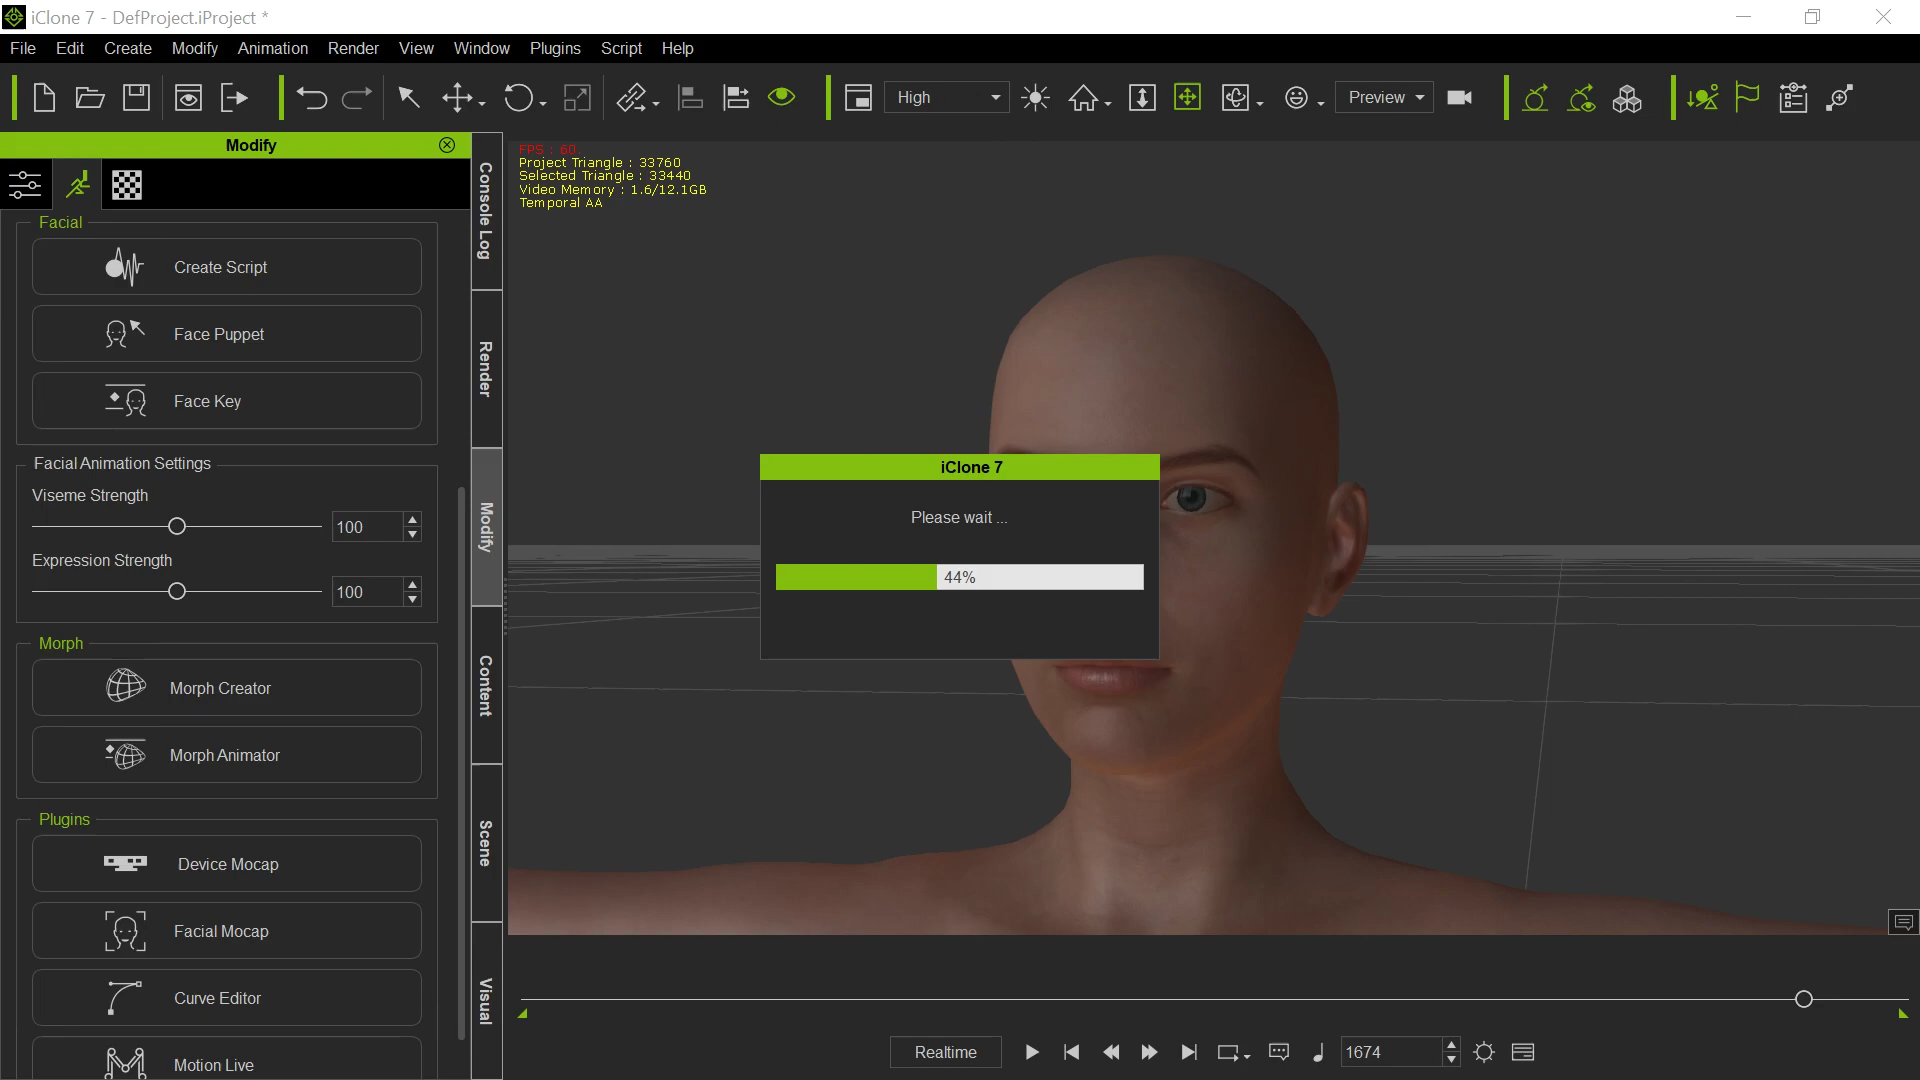 iClone 7 - DefProject.iProject *
File Edit Create Modify Animation Render View Window Plugins Script Help
High
Preview
Modify
Facial
Create Script
Face Puppet
Face Key
Facial Animation Settings
Viseme Strength
100
Expression Strength
100
Morph
Morph Creator
Morph Animator
Plugins
Device Mocap
Facial Mocap
Curve Editor
Motion Live
Console Log
Render
Modify
Content
Scene
Visual
FPS : 60.
Project Triangle : 33760
Selected Triangle : 33440
Video Memory : 1.6/12.1GB
Temporal AA
iClone 7
Please wait ...
44%
Realtime
1674